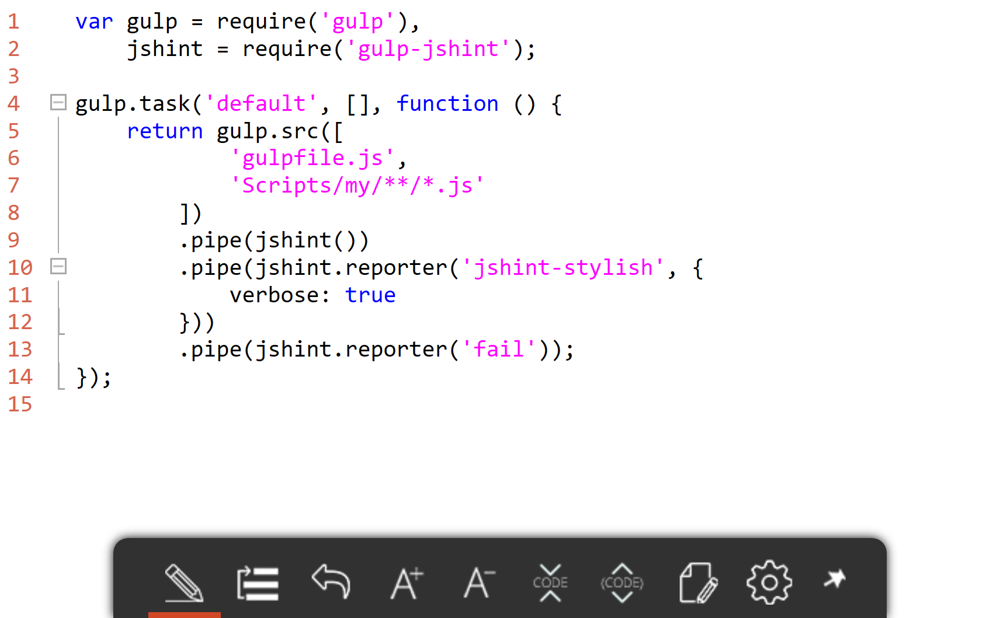 1 var gulp = require('gulp'),
2 jshint = require('gulp-jshint');
3
4 gulp.task('default', [], function () {
5 return gulp.src([
6 'gulpfile.js',
7 'Scripts/my/**/*.js'
8 ])
9 .pipe(jshint())
10 .pipe(jshint.reporter('jshint-stylish', {
11 verbose: true
12 }))
13 .pipe(jshint.reporter('fail'));
14 });
15
A+ A- CODE (CODE)